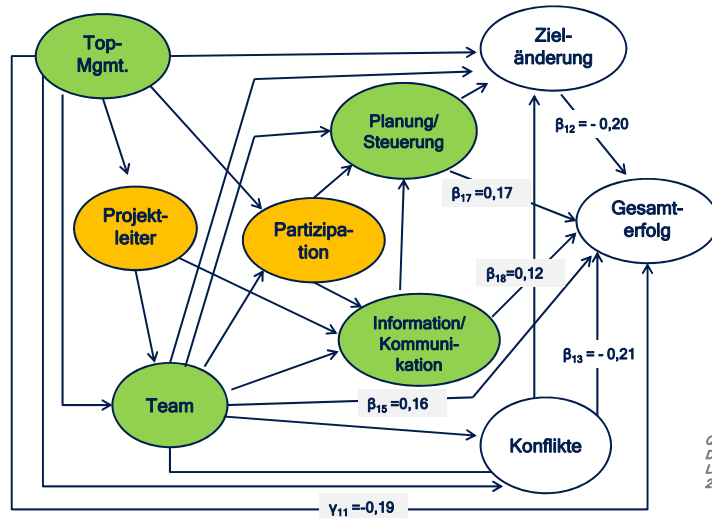 Top-
Mgmt.
Ziel-
änderung
Planung/
Steuerung
β12 = - 0,20
β17 =0,17
Projekt-
leiter
Partizipa-
tion
Gesamt-
erfolg
β18 =0,12
Information/
Kommuni-
kation
β13 = - 0,21
Team
β15 =0,16
Konflikte
γ11 =-0,19